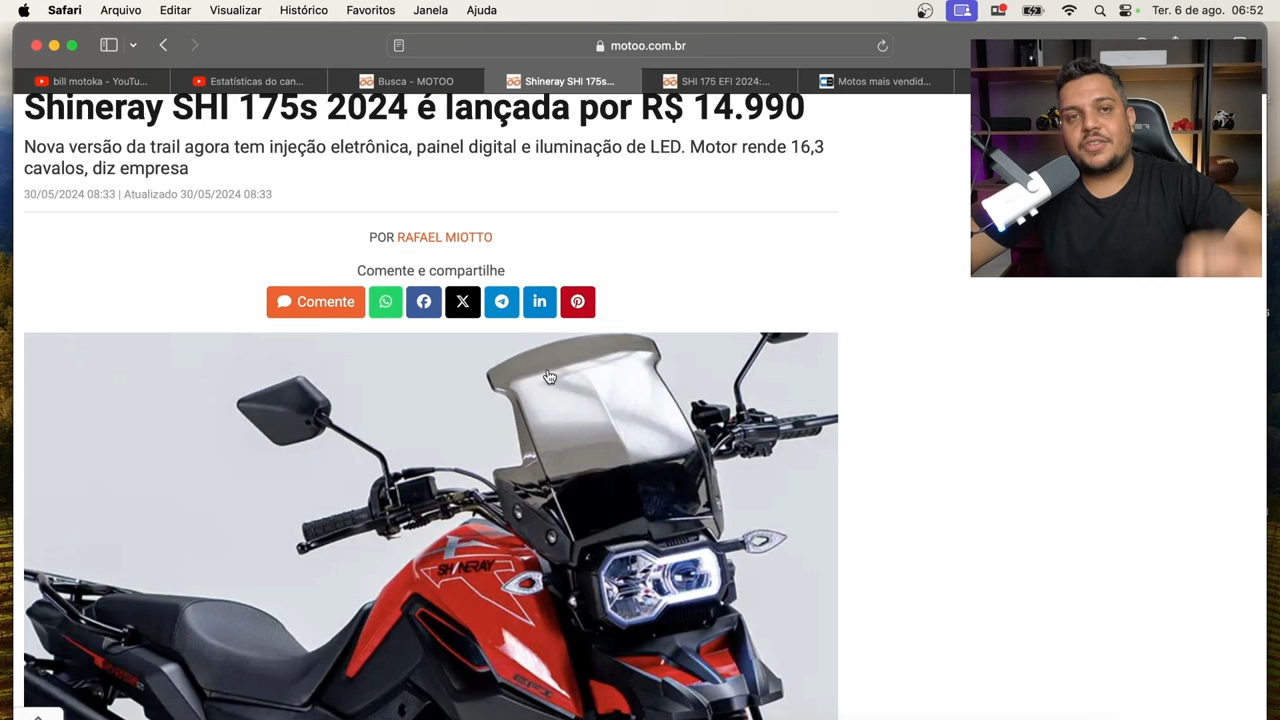 Safari Arquivo Editar Visualizar Histórico Favoritos Janela Ajuda Ter. 6 de ago. 06:52
motoo.com.br
bill motoka - YouTu... Estatísticas do can... Busca - MOTOO Shineray SHI 175s... SHI 175 EFI 2024:... Motos mais vendid...
Shineray SHI 175s 2024 é lançada por R$ 14.990
Nova versão da trail agora tem injeção eletrônica, painel digital e iluminação de LED. Motor rende 16,3
cavalos, diz empresa
30/05/2024 08:33 | Atualizado 30/05/2024 08:33
POR RAFAEL MIOTTO
Comente e compartilhe
Comente
SHINERAY
EFI